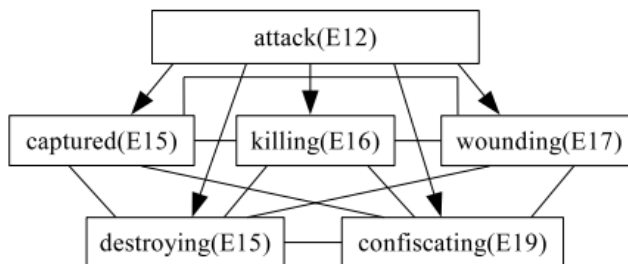 attack(E12)
captured(E15) killing(E16) wounding(E17)
destroying(E15) confiscating(E19)